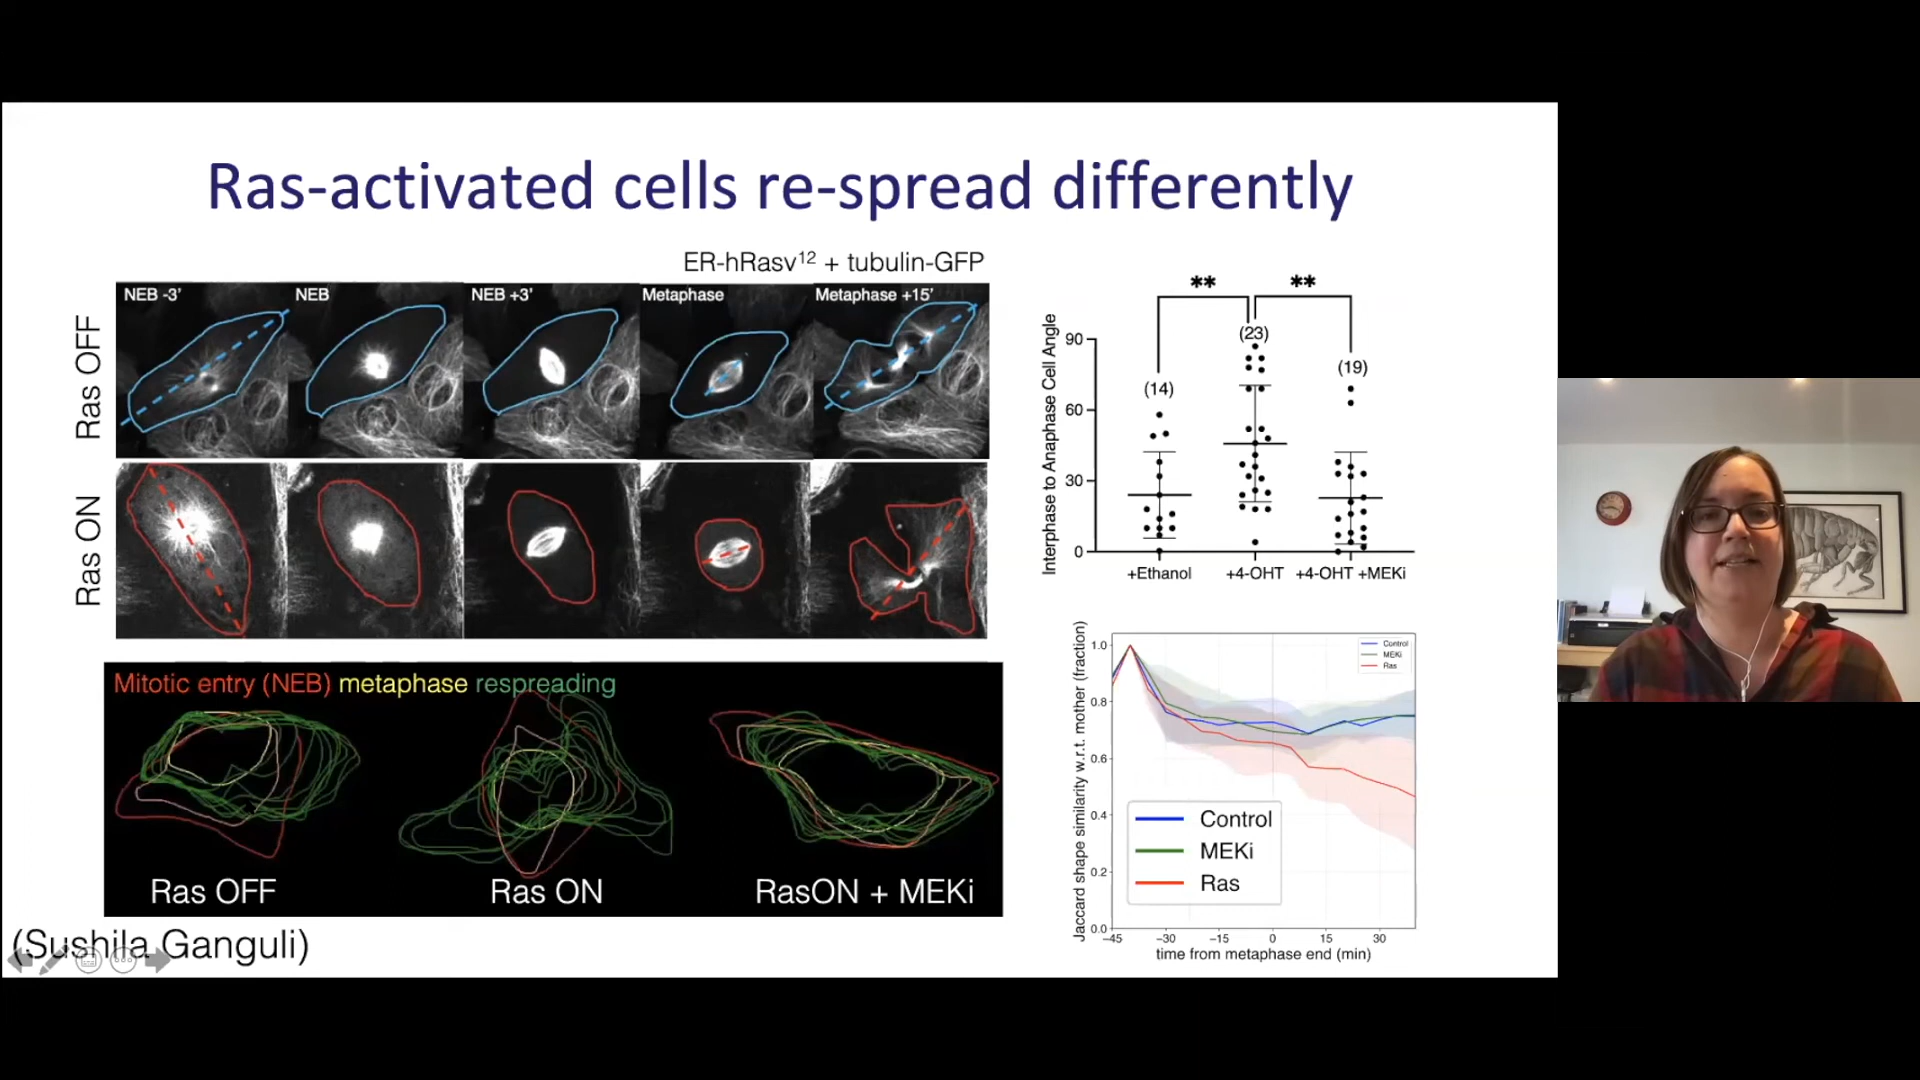 Ras-activated cells re-spread differently
ER-hRasv¹² + tubulin-GFP
Ras OFF
NEB -3'
NEB
NEB +3'
Metaphase
Metaphase +15'
Ras ON
Mitotic entry (NEB) metaphase respreading
Ras OFF
Ras ON
RasON + MEKi
(Sushila Ganguli)
Interphase to Anaphase Cell Angle
**
**
(14)
(23)
(19)
90
60
30
0
+Ethanol
+4-OHT
+4-OHT +MEKi
Jaccard shape similarity w.r.t. mother (fraction)
1.0
0.8
0.6
0.4
0.2
0.0
Control
MEKi
Ras
Control
MEKi
Ras
-45
-30
-15
0
15
30
time from metaphase end (min)